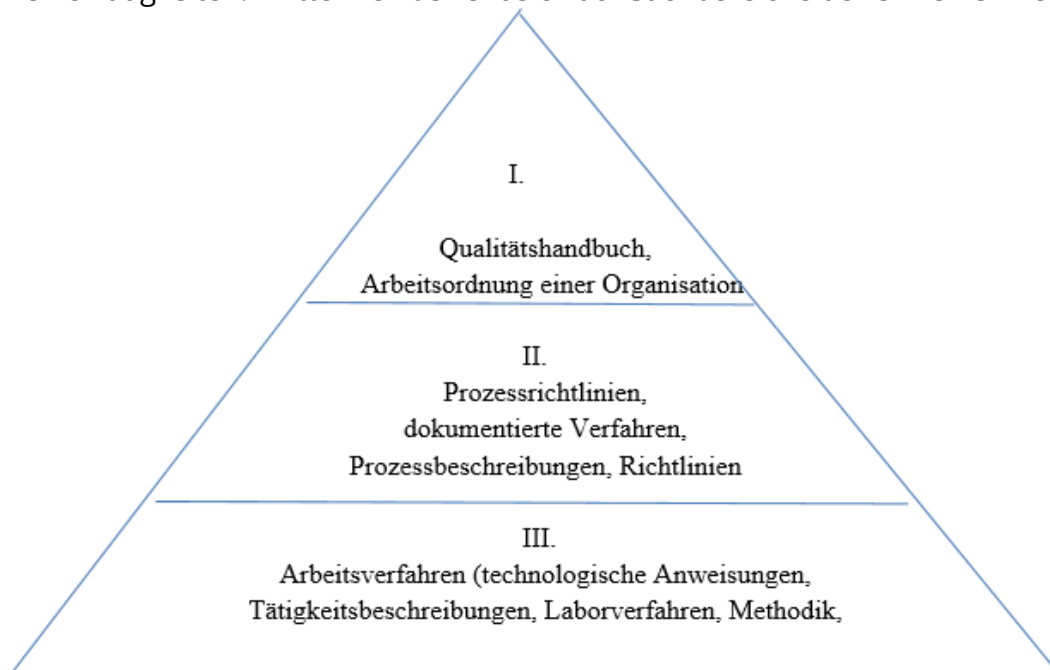 I.
Qualitätshandbuch,
Arbeitsordnung einer Organisation
II.
Prozessrichtlinien,
dokumentierte Verfahren,
Prozessbeschreibungen, Richtlinien
III.
Arbeitsverfahren (technologische Anweisungen,
Tätigkeitsbeschreibungen, Laborverfahren, Methodik,